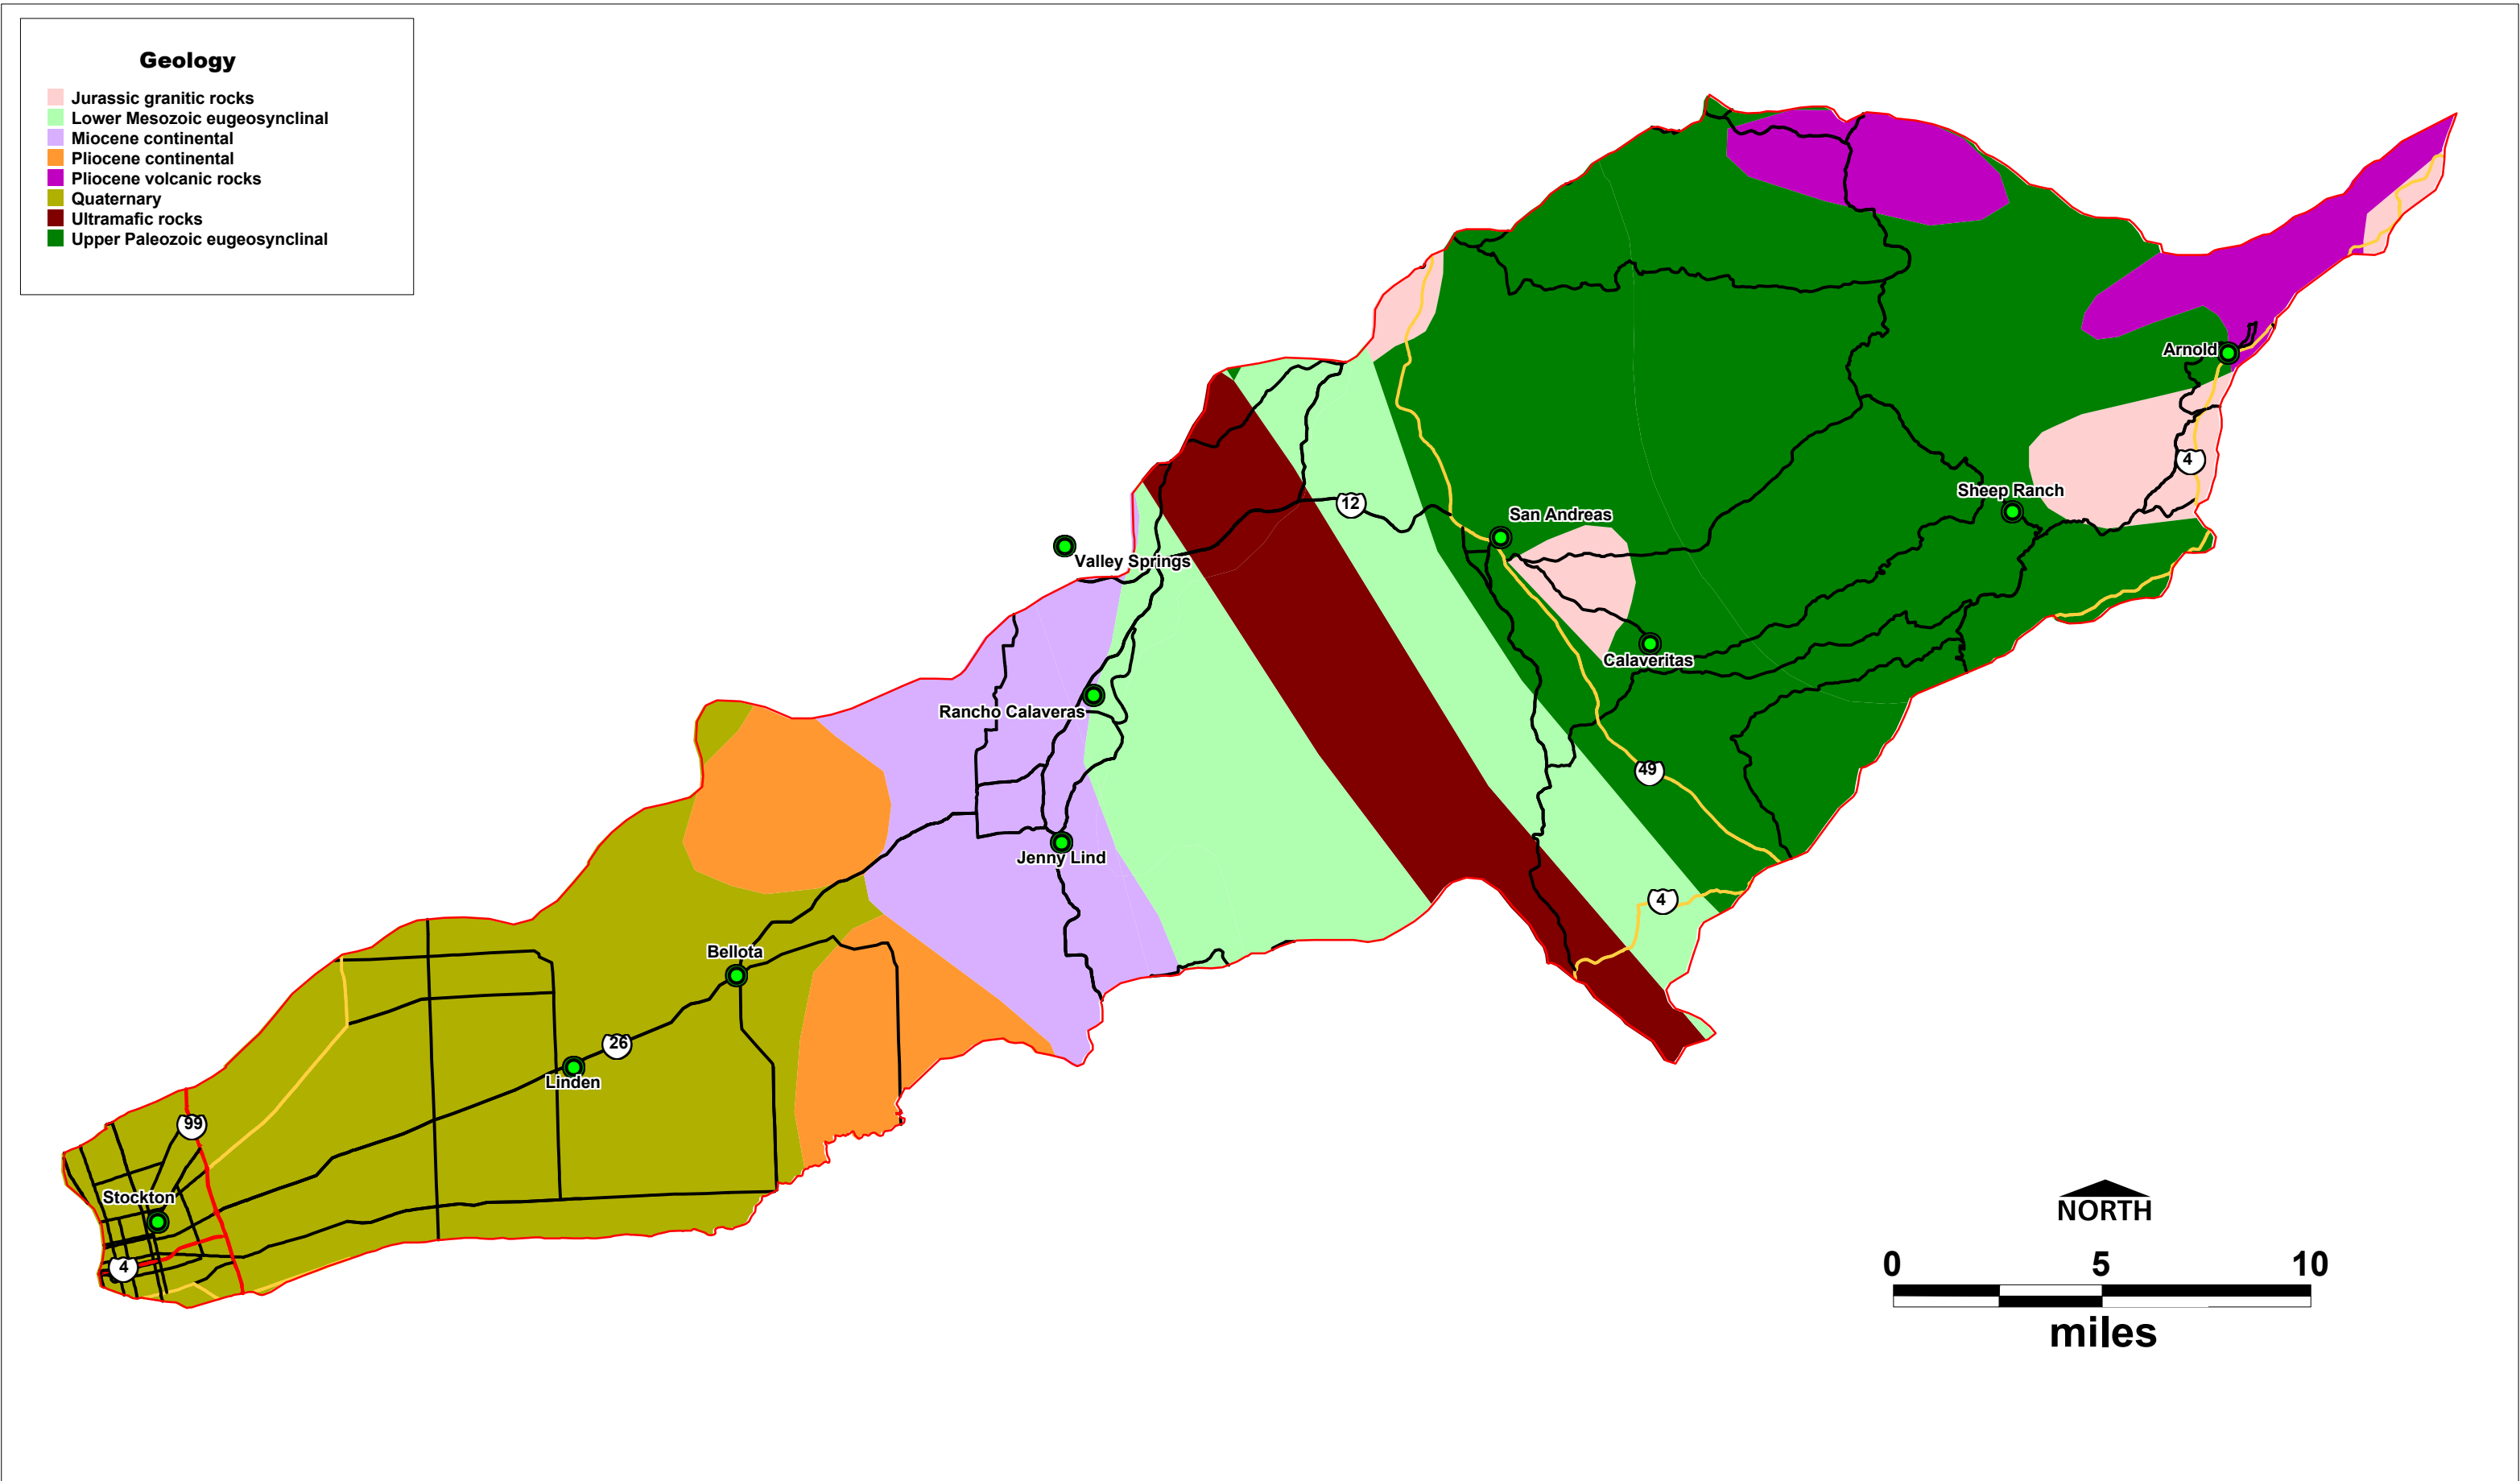 Geology
Jurassic granitic rocks
Lower Mesozoic eugeosynclinal
Miocene continental
Pliocene continental
Pliocene volcanic rocks
Quaternary
Ultramafic rocks
Upper Paleozoic eugeosynclinal
Arnold
4
Sheep Ranch
12
San Andreas
Valley Springs
Calaveritas
Rancho Calaveras
49
Jenny Lind
4
Bellota
26
Linden
99
Stockton
4
NORTH
0 5 10
miles